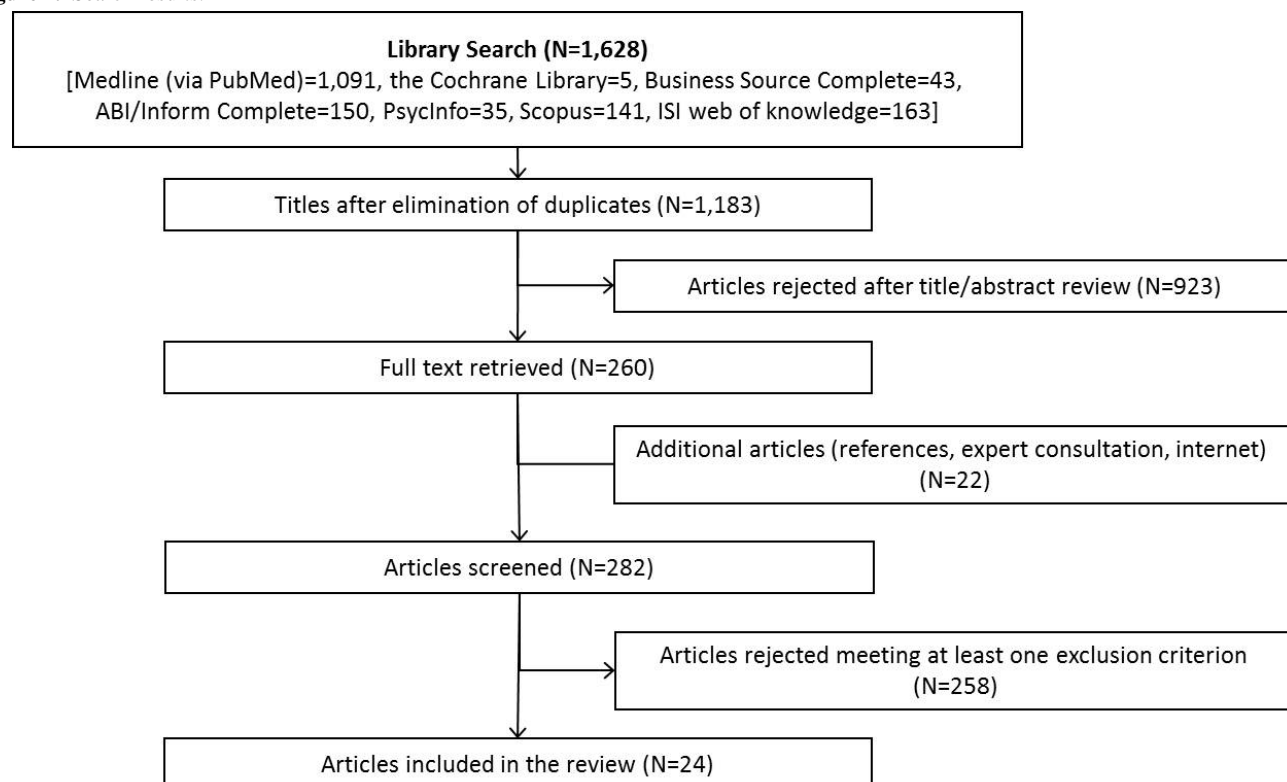 Library Search (N=1,628)
[Medline (via PubMed)=1,091, the Cochrane Library=5, Business Source Complete=43,
ABI/Inform Complete=150, PsycInfo=35, Scopus=141, ISI web of knowledge=163]
Titles after elimination of duplicates (N=1,183)
Articles rejected after title/abstract review (N=923)
Full text retrieved (N=260)
Additional articles (references, expert consultation, internet)
(N=22)
Articles screened (N=282)
Articles rejected meeting at least one exclusion criterion
(N=258)
Articles included in the review (N=24)